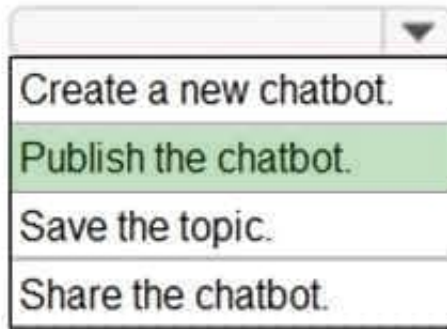 Create a new chatbot.
Publish the chatbot.
Save the topic.
Share the chatbot.